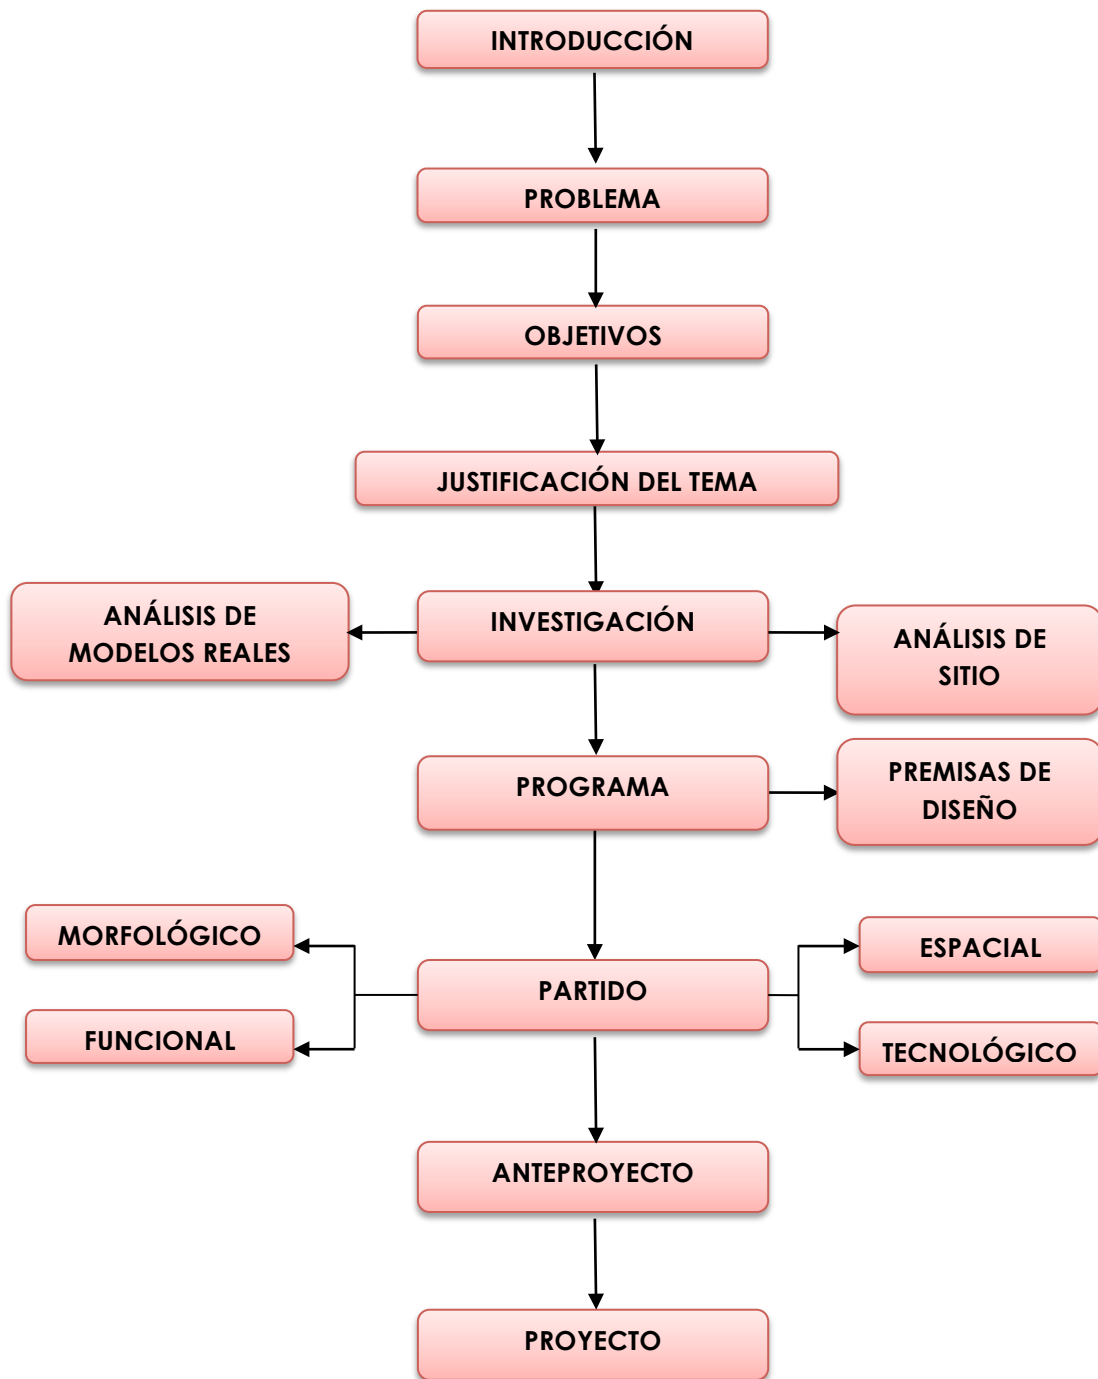 INTRODUCCIÓN
PROBLEMA
OBJETIVOS
JUSTIFICACIÓN DEL TEMA
ANÁLISIS DE
MODELOS REALES
INVESTIGACIÓN
ANÁLISIS DE
SITIO
PROGRAMA
PREMISAS DE
DISEÑO
MORFOLÓGICO
FUNCIONAL
PARTIDO
ESPACIAL
TECNOLÓGICO
ANTEPROYECTO
PROYECTO